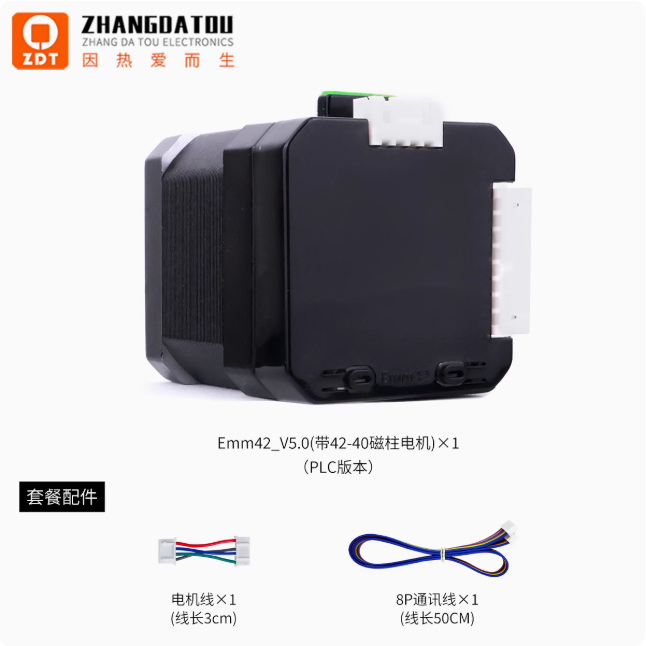 ZHANGDATOU
ZHANG DA TOU ELECTRONICS
ZDT
因热爱而生
Emm42_V5.0(带42-40磁柱电机)×1
(PLC版本)
套餐配件
电机线×1
(线长3cm)
8P通讯线×1
(线长50CM)